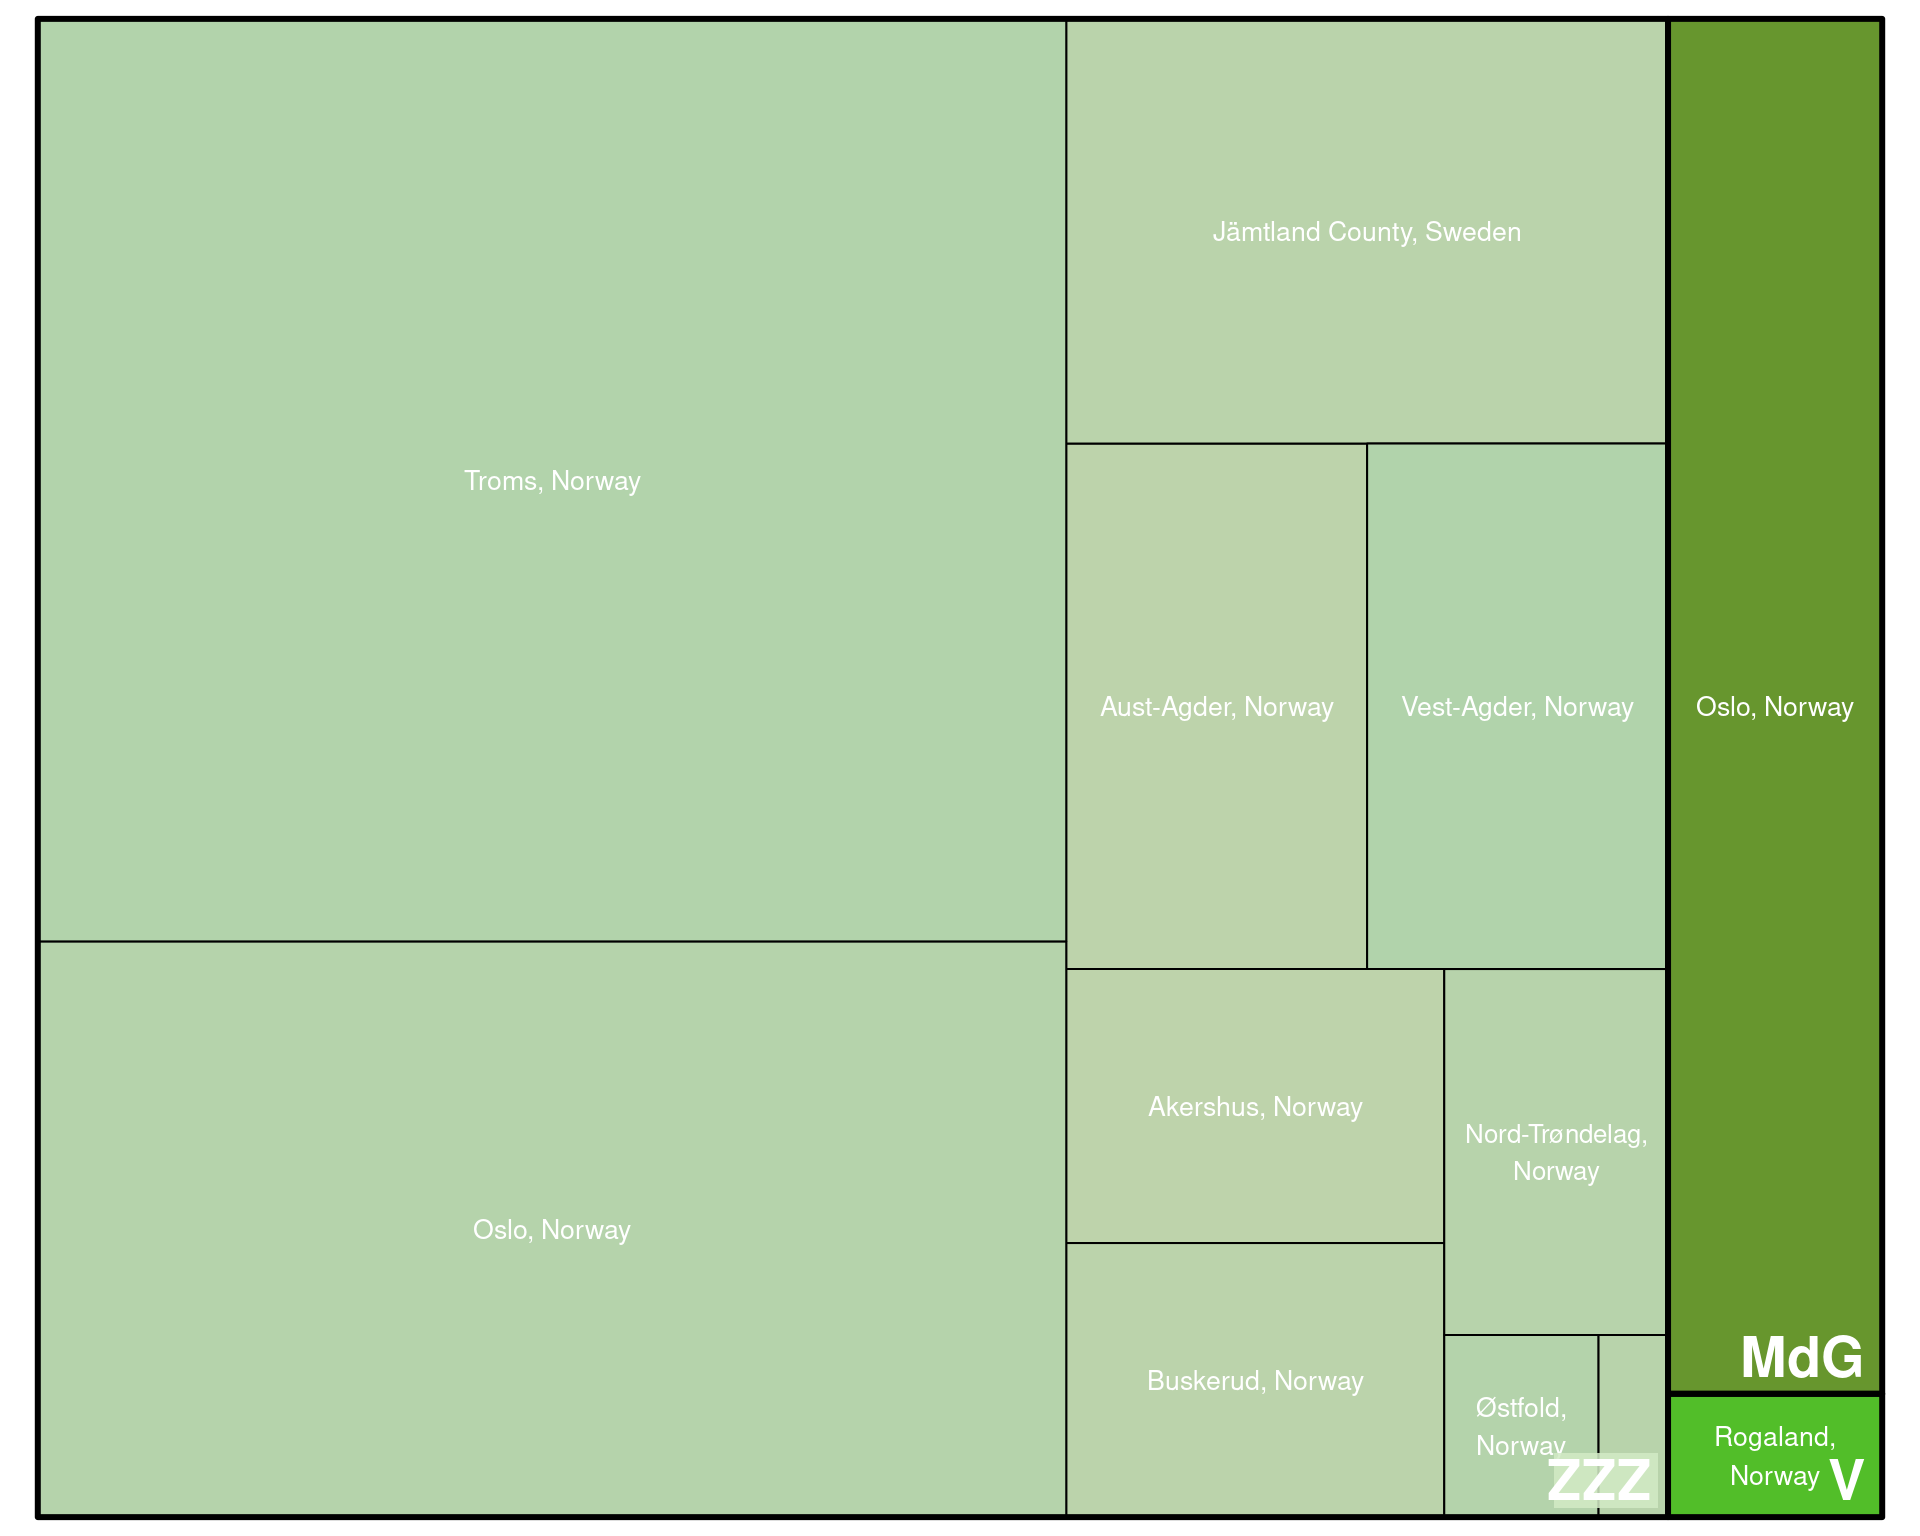 Troms, Norway
Oslo, Norway
Jämtland County, Sweden
Aust-Agder, Norway
Vest-Agder, Norway
Akershus, Norway
Buskerud, Norway
Nord-Trøndelag,
Norway
Østfold,
Norway
ZZZ
Oslo, Norway
MdG
Rogaland,
Norway
V